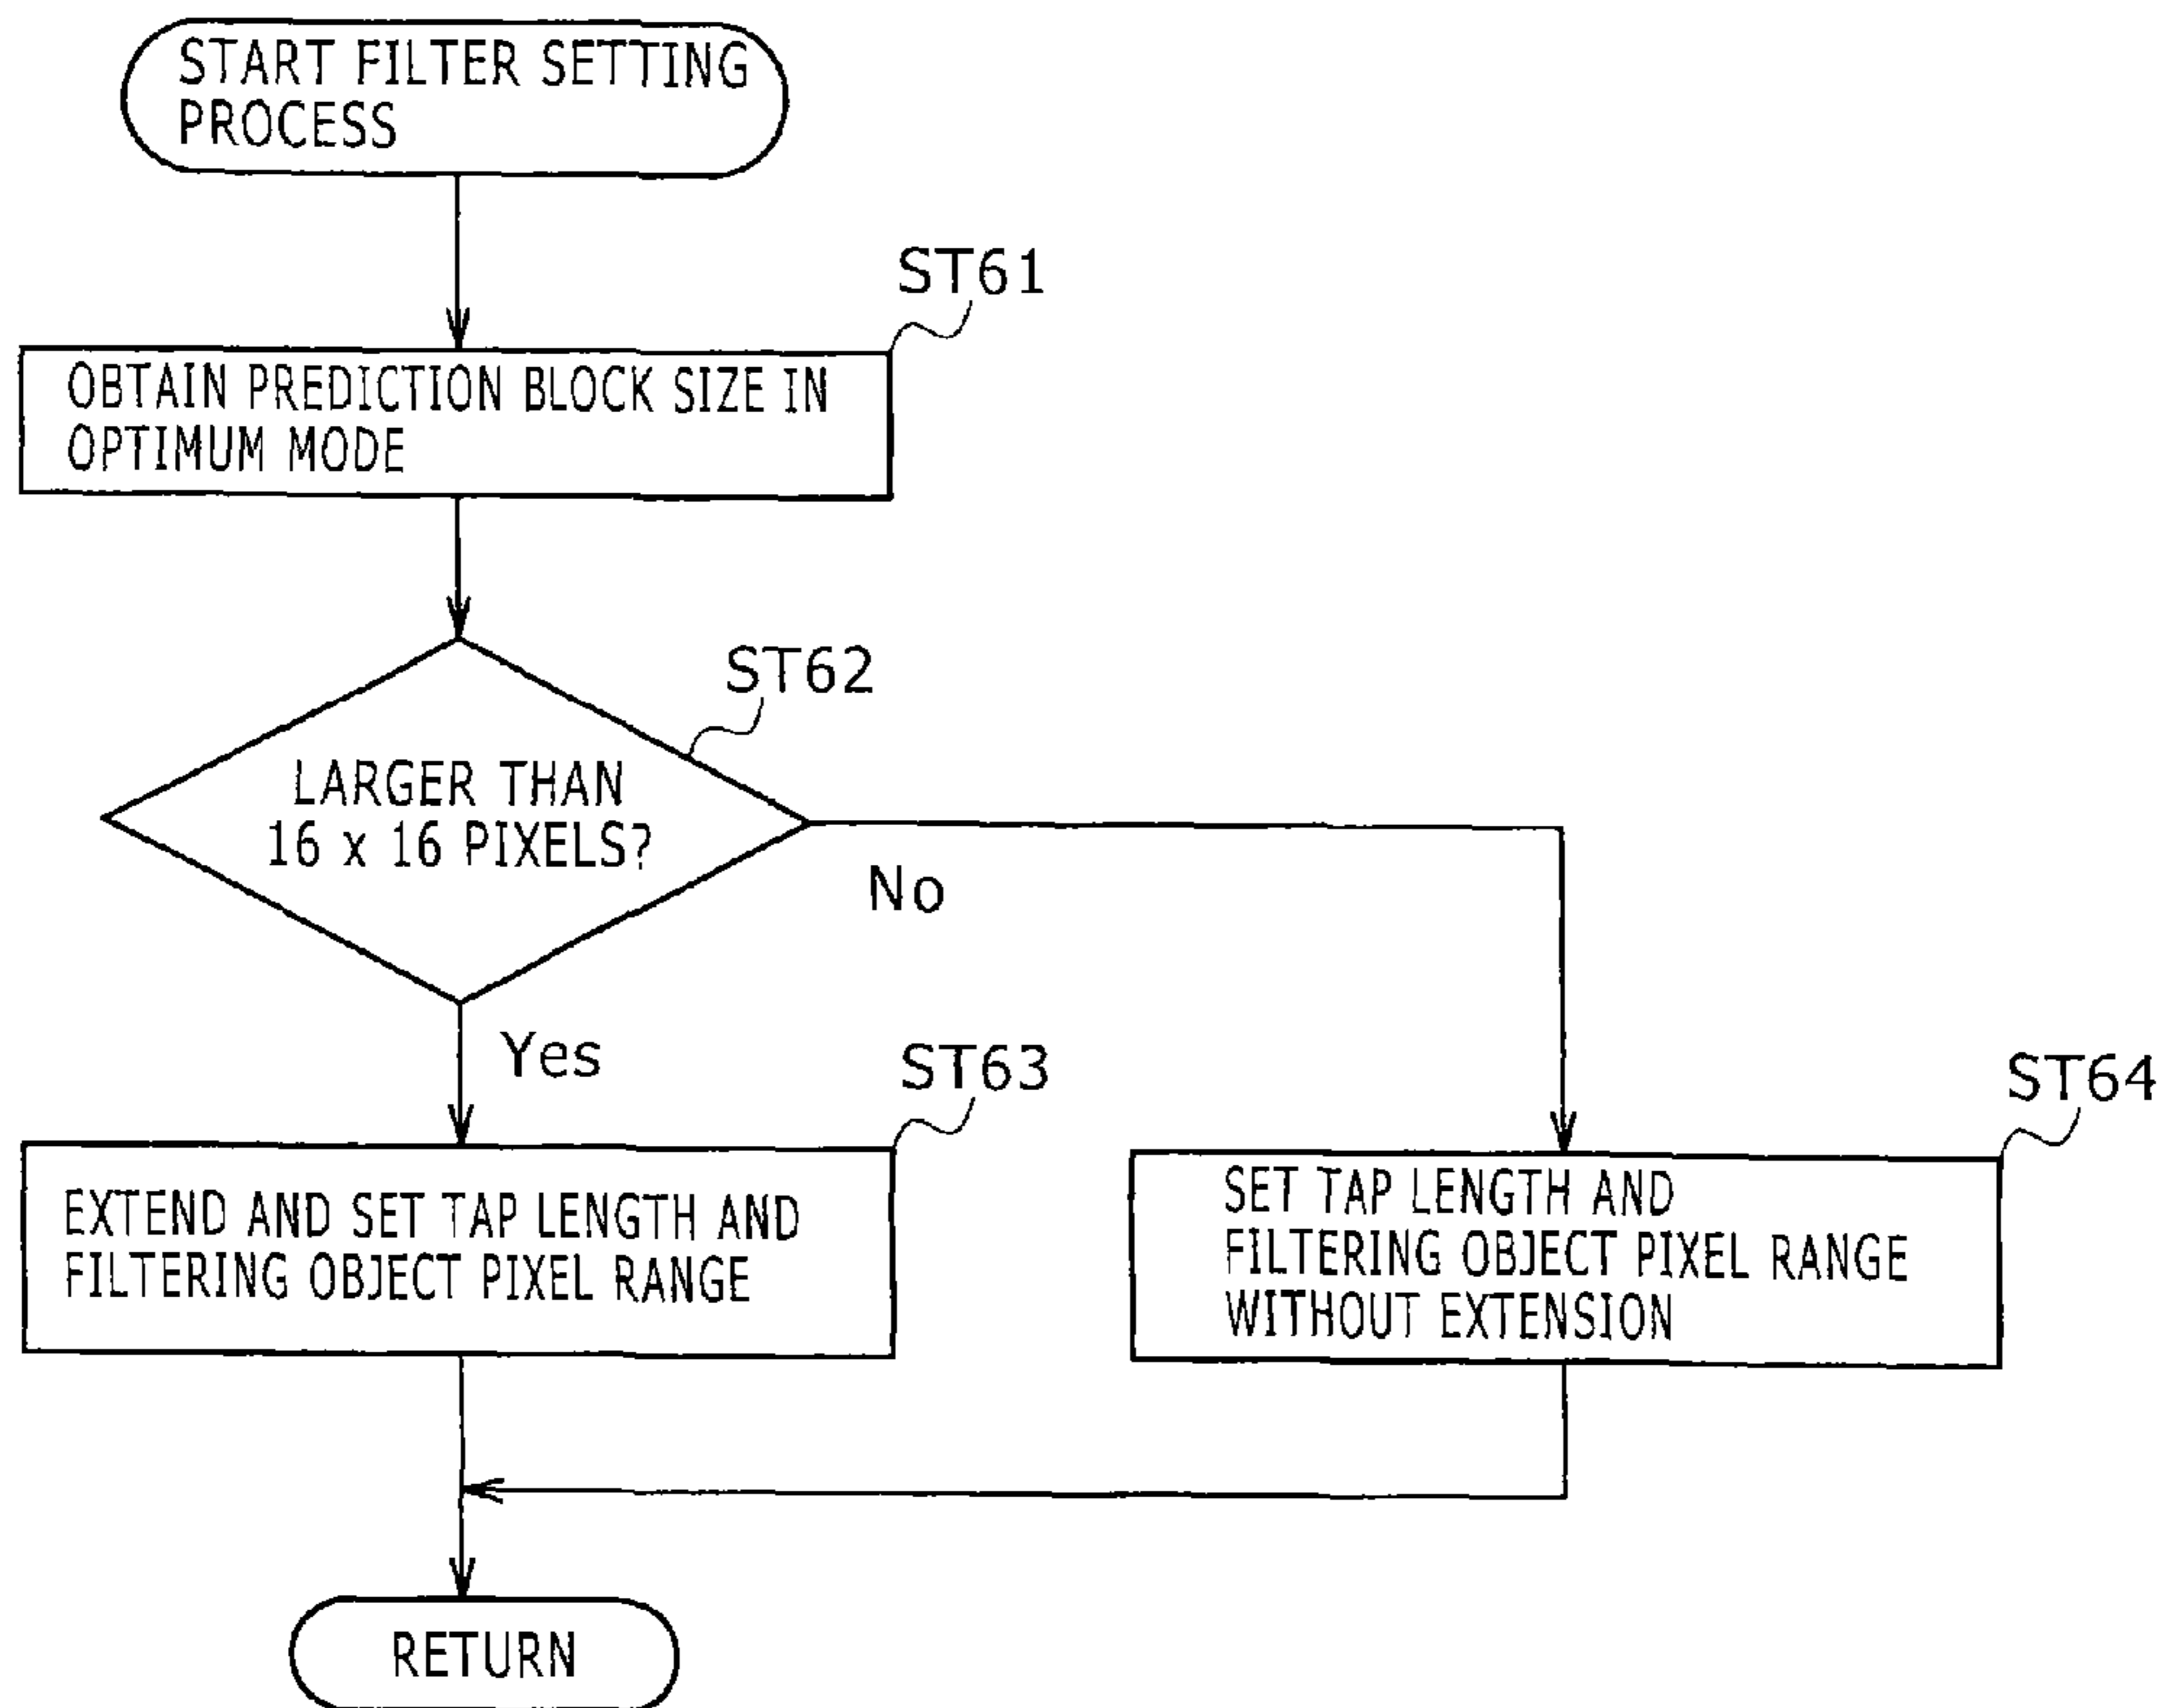 START FILTER SETTING
PROCESS
ST61
OBTAIN PREDICTION BLOCK SIZE IN
OPTIMUM MODE
ST62
LARGER THAN
16 x 16 PIXELS?
No
Yes
ST63
EXTEND AND SET TAP LENGTH AND
FILTERING OBJECT PIXEL RANGE
ST64
SET TAP LENGTH AND
FILTERING OBJECT PIXEL RANGE
WITHOUT EXTENSION
RETURN